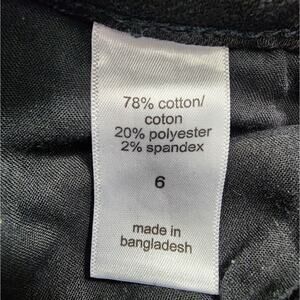 78% cotton/
coton
20% polyester
2% spandex
6
made in
bangladesh